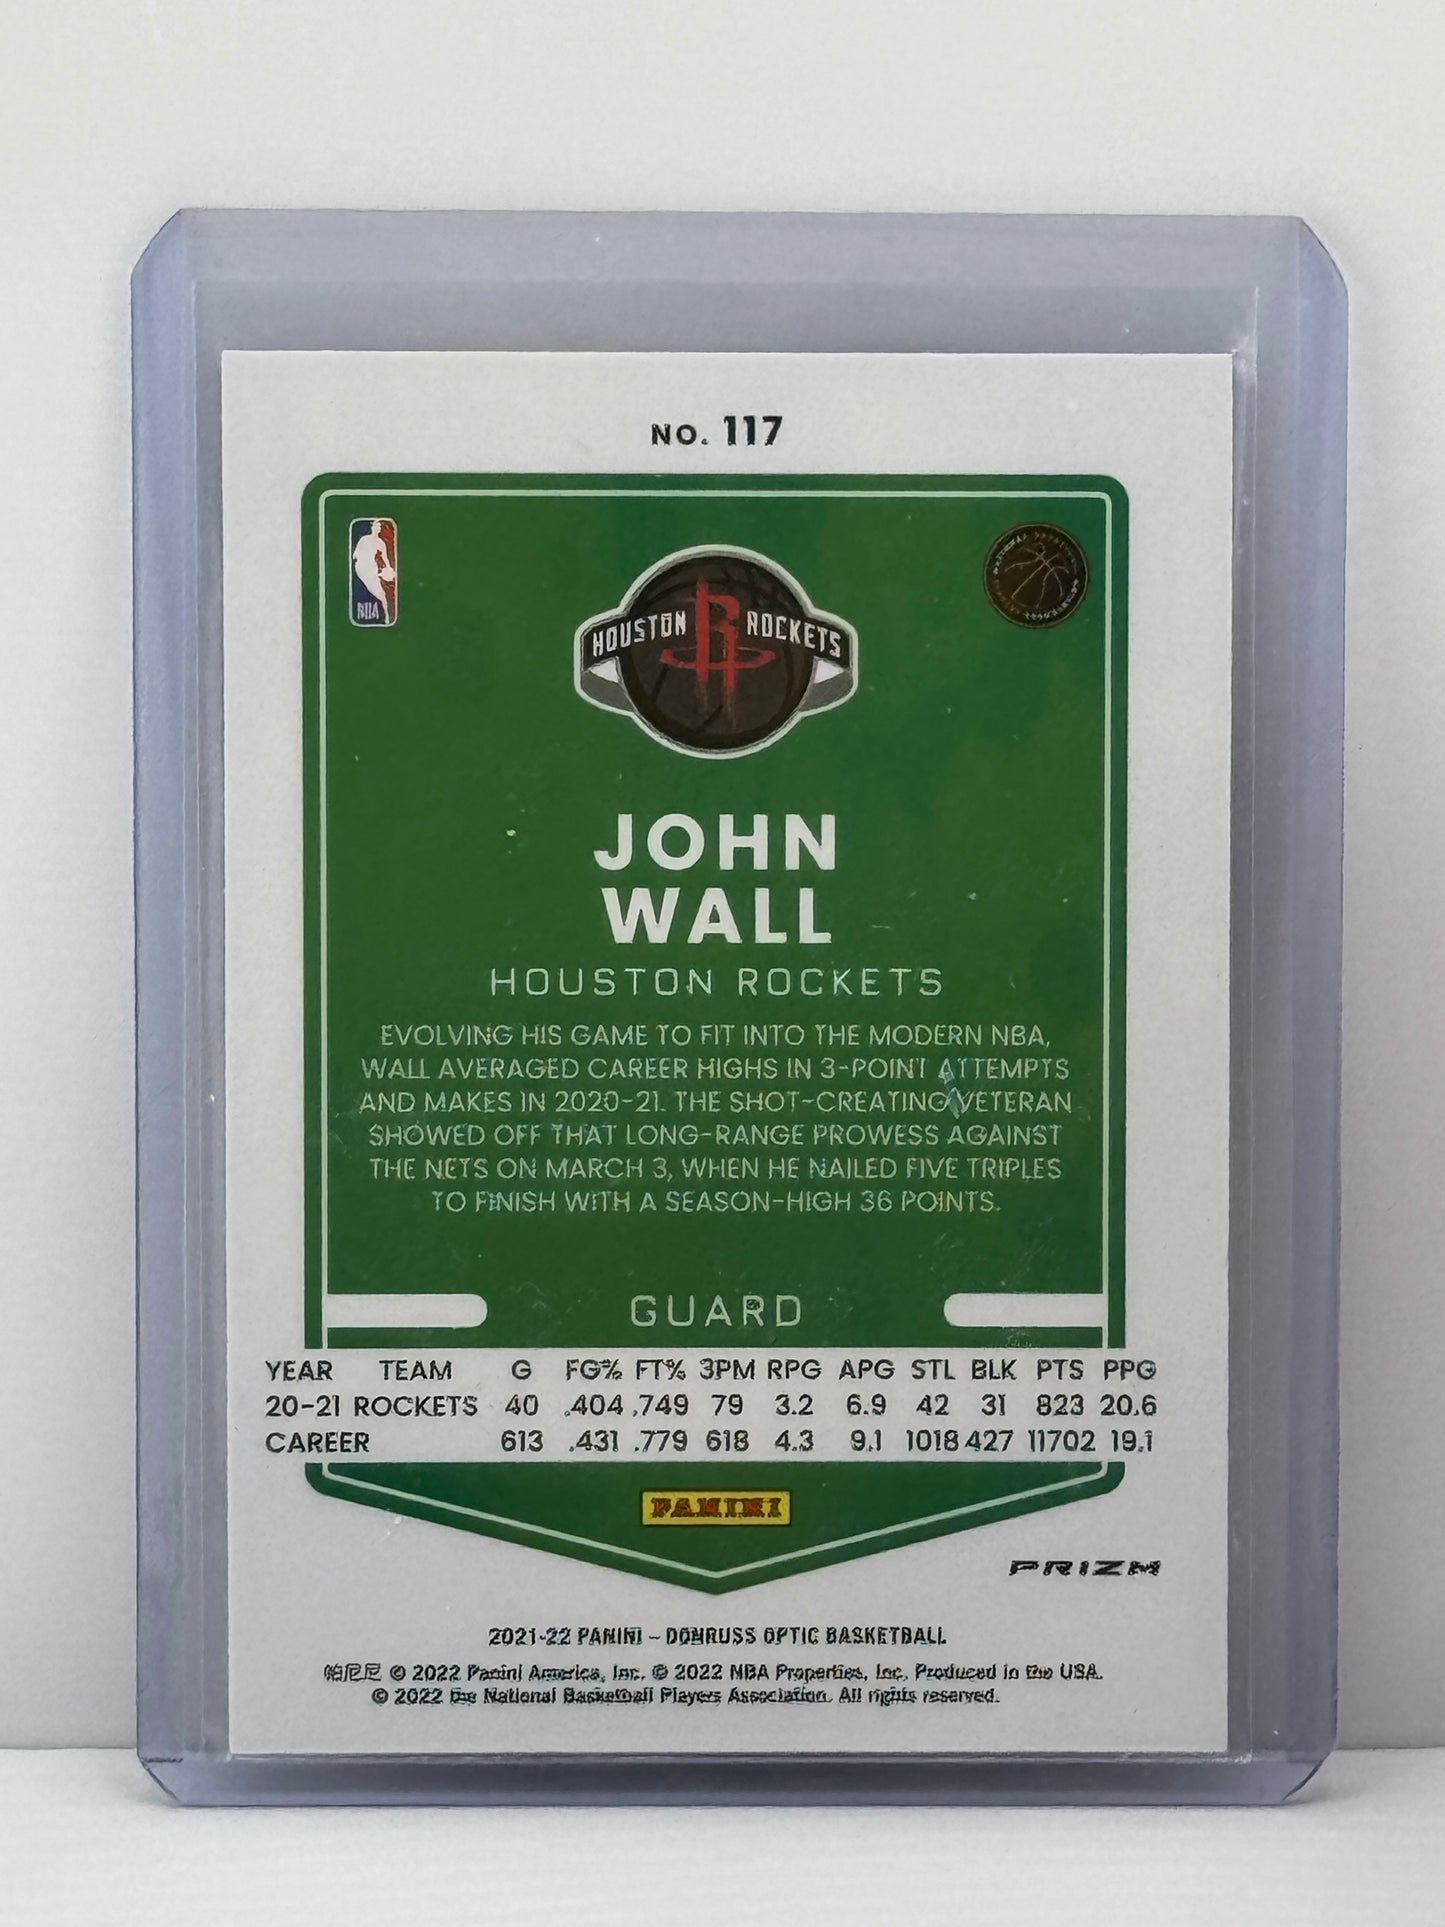 NO. 117
NBA
HOUSTON ROCKETS
JOHN
WALL
HOUSTON ROCKETS
EVOLVING HIS GAME TO FIT INTO THE MODERN NBA,
WALL AVERAGED CAREER HIGHS IN 3-POINT ATTEMPTS
AND MAKES IN 2020-21. THE SHOT-CREATING VETERAN
SHOWED OFF THAT LONG-RANGE PROWESS AGAINST
THE NETS ON MARCH 3, WHEN HE NAILED FIVE TRIPLES
TO FINISH WITH A SEASON-HIGH 36 POINTS.
GUARD
YEAR TEAM G FG% FT% 3PM RPG APG STL BLK PTS PPG
20-21 ROCKETS 40 .404 .749 79 3.2 6.9 42 31 823 20.6
CAREER 613 .431 .779 618 4.3 9.1 1018 427 11702 19.1
PANINI
PRIZM
2021-22 PANINI - DONRUSS OPTIC BASKETBALL
帕尼尼 © 2022 Panini America, Inc. © 2022 NBA Properties, Inc. Produced in the USA.
© 2022 the National Basketball Players Association. All rights reserved.